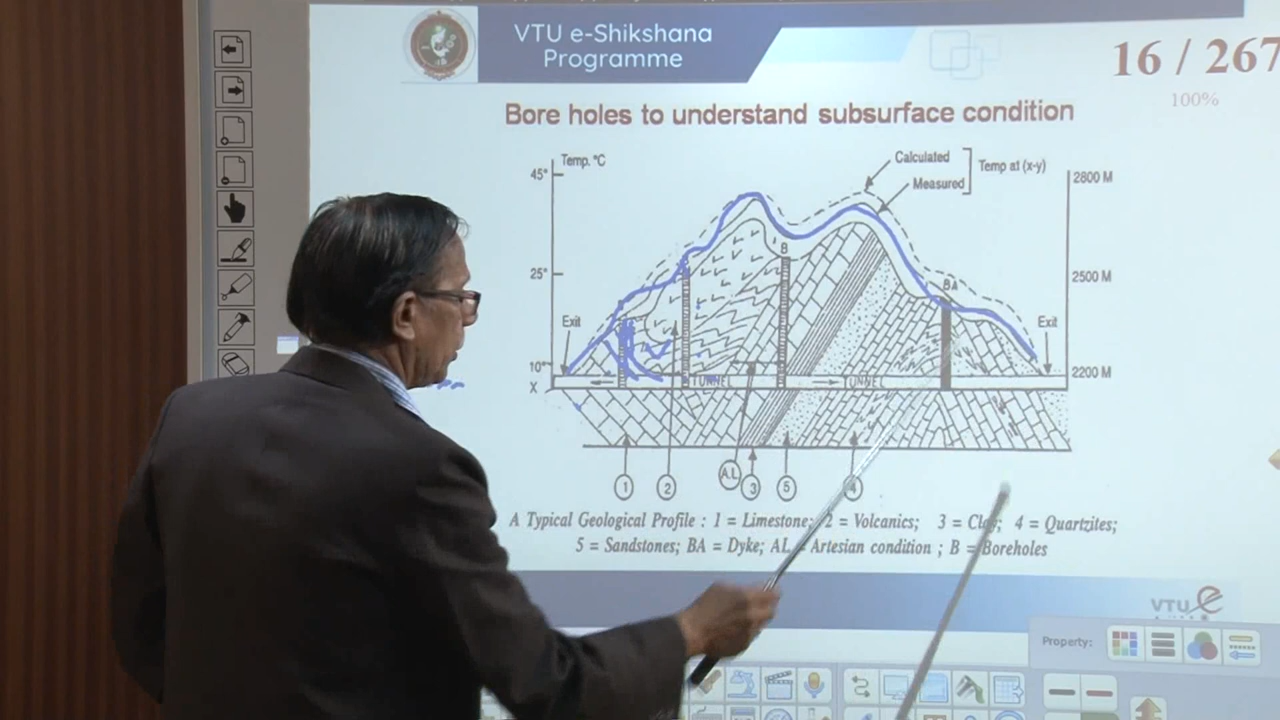 VTU e-Shikshana
Programme
16 / 267
100%
Bore holes to understand subsurface condition
Temp. °C
45°
25°
10°
X
Calculated
Measured
Temp at (x-y)
2800 M
2500 M
2200 M
Exit
B
BA
Exit
TUNNEL
TUNNEL
1
2
A.L
3
5
4
A Typical Geological Profile : 1 = Limestone; 2 = Volcanics; 3 = Clay; 4 = Quartzites;
5 = Sandstones; BA = Dyke; AL = Artesian condition ; B = Boreholes
VTU e
Property: